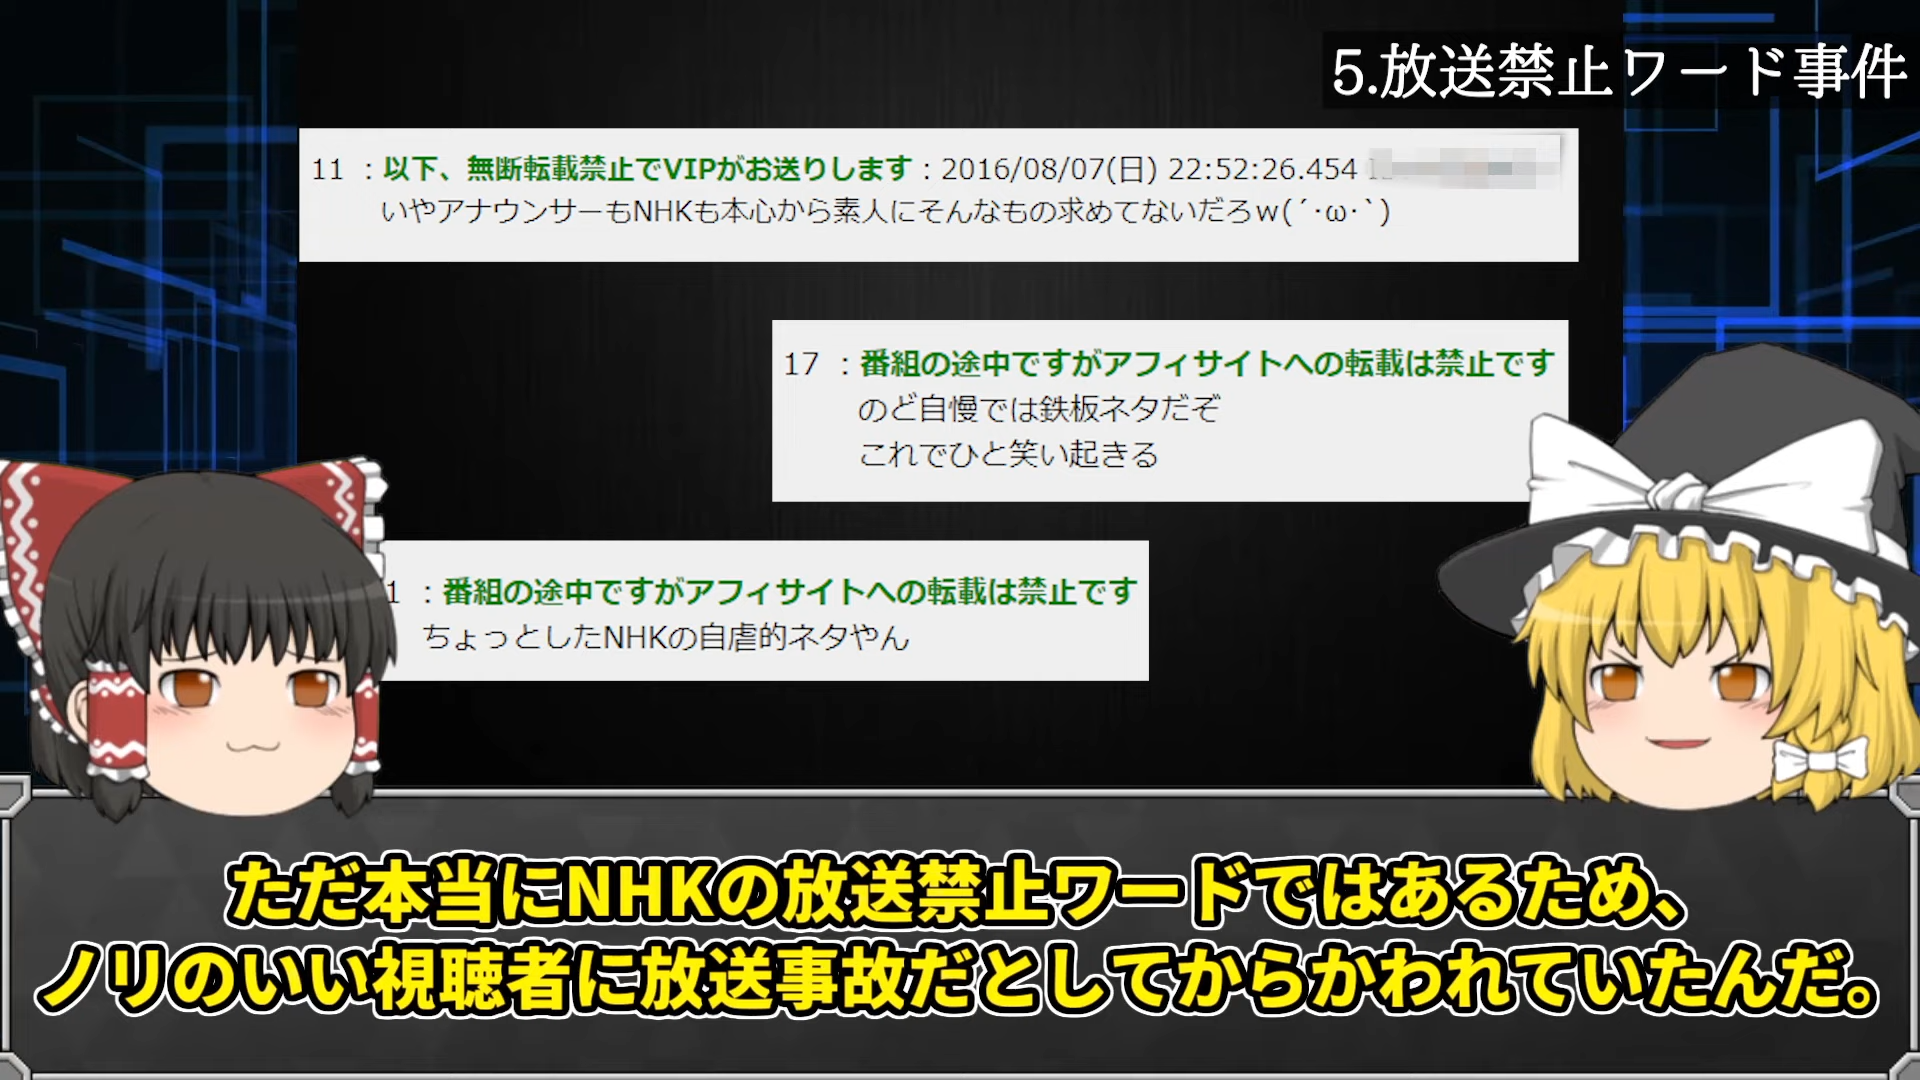 5.放送禁止ワード事件
11 ：以下、無断転載禁止でVIPがお送りします：2016/08/07(日) 22:52:26.454
いやアナウンサーもNHKも本心から素人にそんなもの求めてないだろw(´･ω･`)
17 ：番組の途中ですがアフィサイトへの転載は禁止です
のど自慢では鉄板ネタだぞ
これでひと笑い起きる
1 ：番組の途中ですがアフィサイトへの転載は禁止です
ちょっとしたNHKの自虐的ネタやん
ただ本当にNHKの放送禁止ワードではあるため、
ノリのいい視聴者に放送事故だとしてからかわれていたんだ。